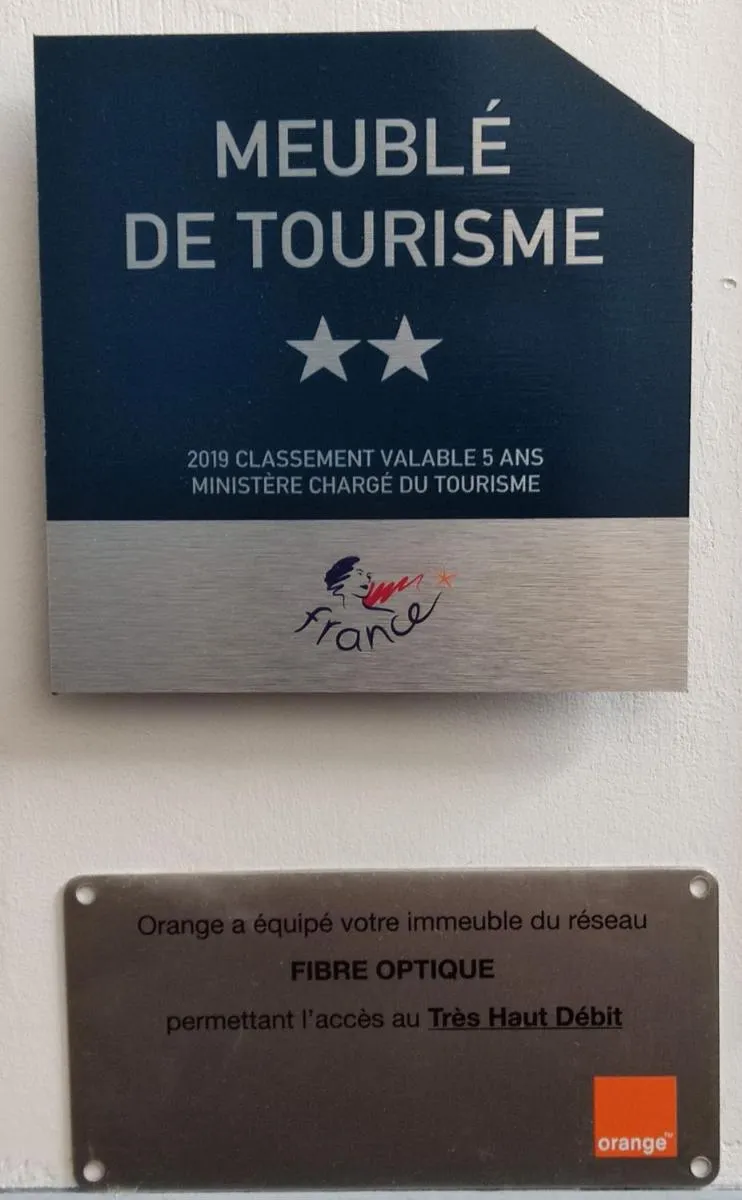 MEUBLÉ
DE TOURISME
★★
2019 CLASSEMENT VALABLE 5 ANS
MINISTÈRE CHARGÉ DU TOURISME
france
Orange a équipé votre immeuble du réseau
FIBRE OPTIQUE
permettant l'accès au Très Haut Débit
orange™